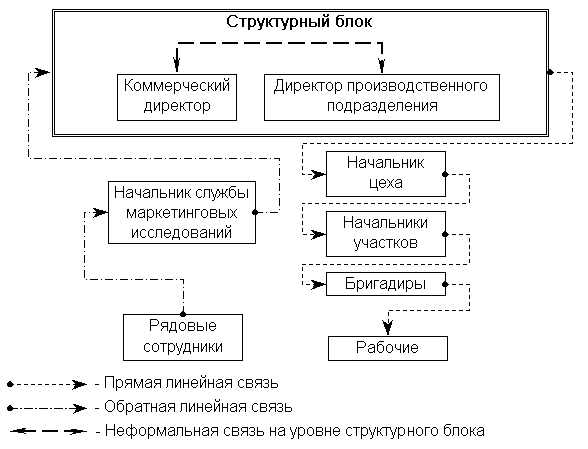 Структурный блок
Коммерческий
директор
Директор производственного
подразделения
Начальник
цеха
Начальник службы
маркетинговых
исследований
Начальники
участков
Бригадиры
Рядовые
сотрудники
Рабочие
- Прямая линейная связь
- Обратная линейная связь
- Неформальная связь на уровне структурного блока